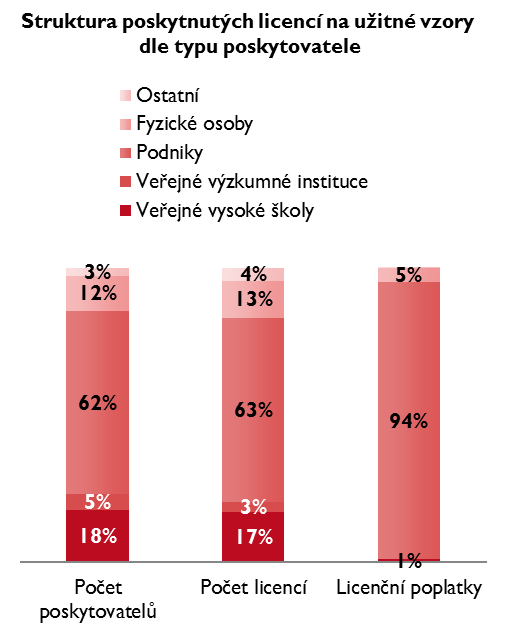 Struktura poskytnutých licencí na užitné vzory
dle typu poskytovatele
Ostatní
Fyzické osoby
Podniky
Veřejné výzkumné instituce
Veřejné vysoké školy
3% 4% 5%
12% 13%
62% 63% 94%
5% 3%
18% 17% 1%
Počet poskytovatelů Počet licencí Licenční poplatky